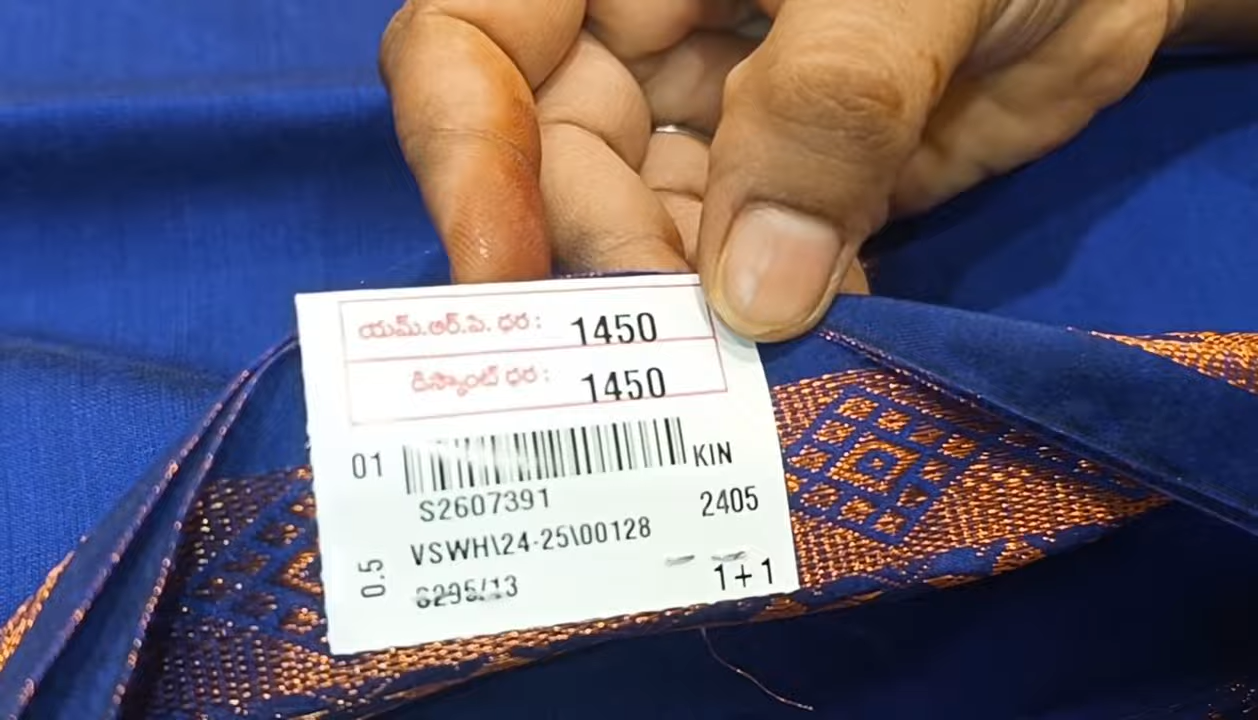 యమ్.ఆర్.పి. ధర : 1450
డిస్కౌంట్ ధర : 1450
01 KIN
S2607391 2405
VSWH\24-25\00128
0.5 1+1